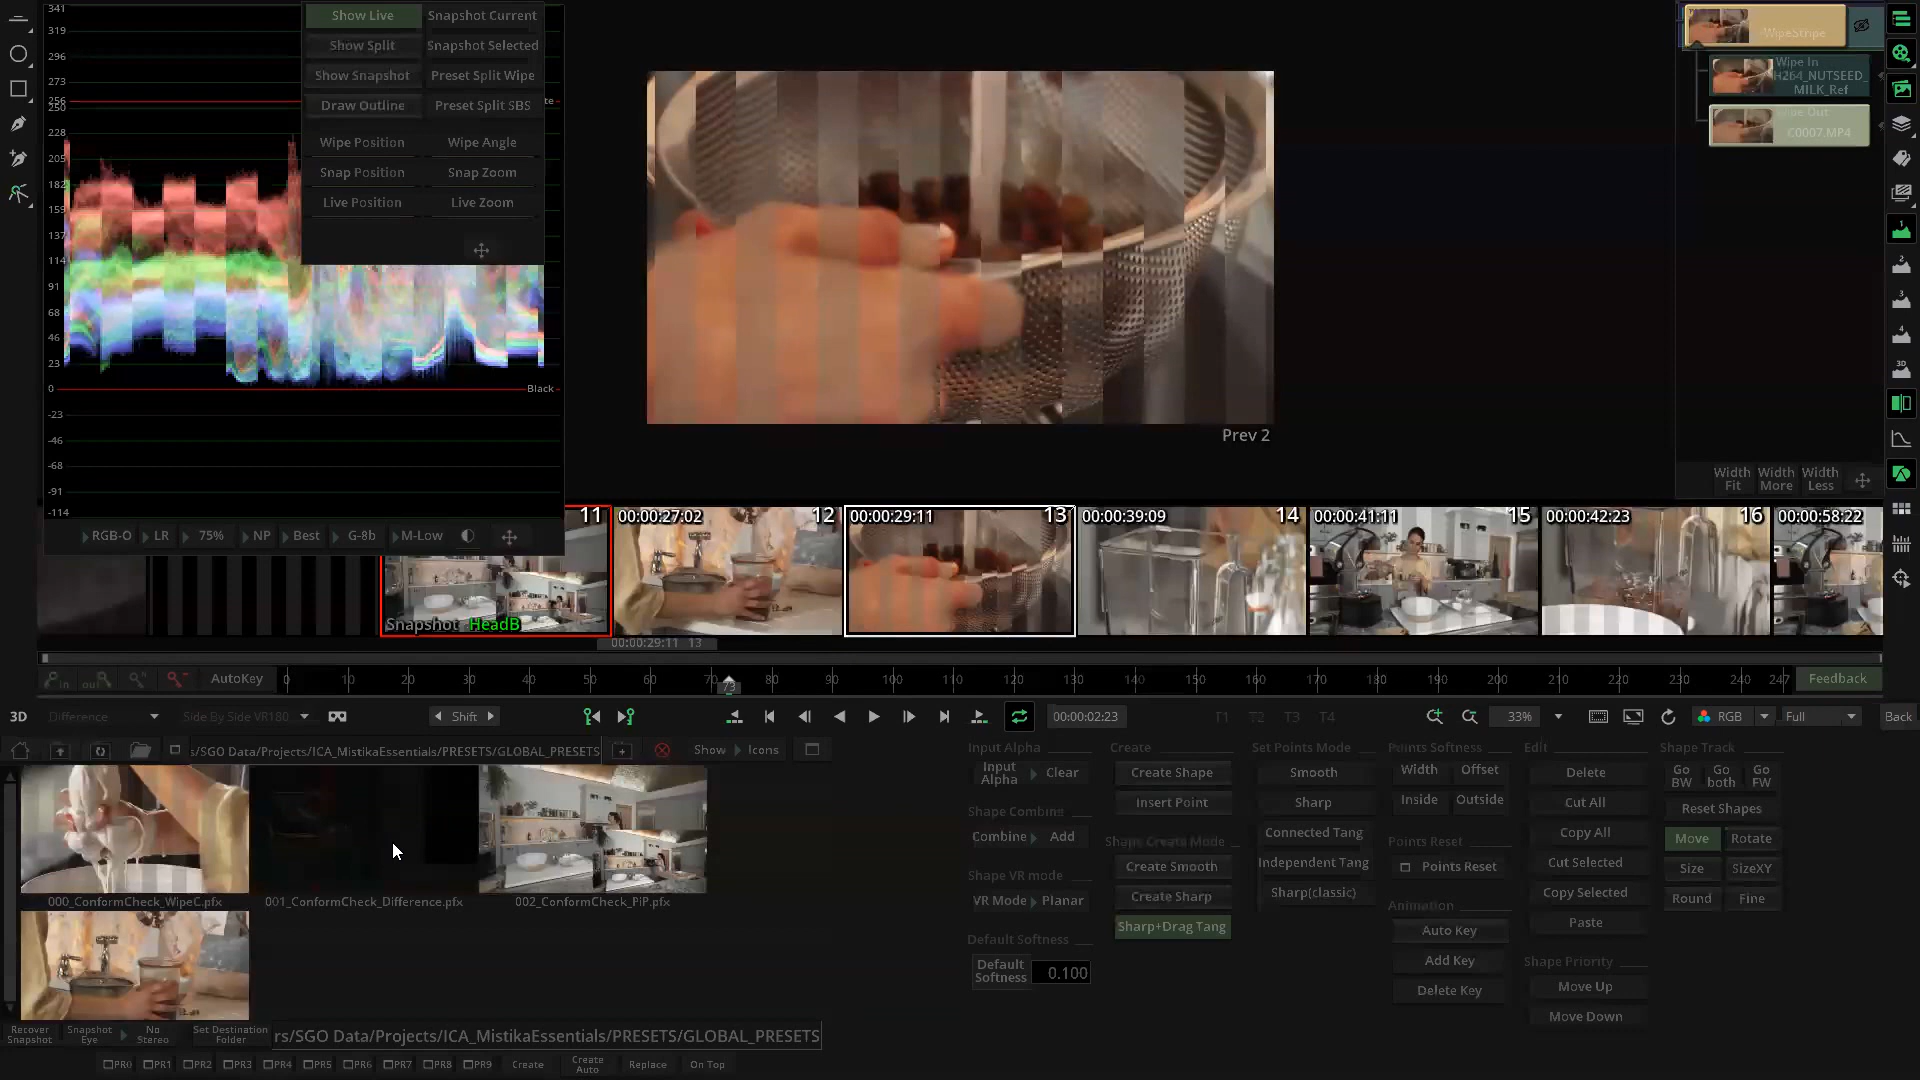 341
319
296
273
256
250
228
205
182
159
137
114
91
68
46
23
0
Black
-23
-46
-68
-91
-114
Show Live
Snapshot Current
Show Split
Snapshot Selected
Show Snapshot
Preset Split Wipe
Draw Outline
Preset Split SBS
Wipe Position
Wipe Angle
Snap Position
Snap Zoom
Live Position
Live Zoom
RGB-O LR 75% NP Best G-8b M-Low
Prev 2
WipeStripe
Wipe In
H264_NUTSEED_
MILK_Ref
Wipe Out
C0007.MP4
Width Fit
Width More
Width Less
11
Snapshot HeadB
00:00:27:02 12
00:00:29:11 13
00:00:39:09 14
00:00:41:11 15
00:00:42:23 16
00:00:58:22
00:00:29:11 13
in out AutoKey 0 10 20 30 40 50 60 70 73 80 90 100 110 120 130 140 150 160 170 180 190 200 210 220 230 240 247 Feedback
3D Difference Side By Side VR180 Shift 00:00:02:23 T1 T2 T3 T4 33% RGB Full Back
s/SGO Data/Projects/ICA_MistikaEssentials/PRESETS/GLOBAL_PRESETS
Show Icons
000_ConformCheck_WipeC.pfx
001_ConformCheck_Difference.pfx
002_ConformCheck_PiP.pfx
Recover Snapshot
Snapshot Eye
No Stereo
Set Destination Folder
rs/SGO Data/Projects/ICA_MistikaEssentials/PRESETS/GLOBAL_PRESETS
PR0 PR1 PR2 PR3 PR4 PR5 PR6 PR7 PR8 PR9 Create Create Auto Replace On Top
Input Alpha
Input Alpha Clear
Shape Combine
Combine Add
Shape VR mode
VR Mode Planar
Default Softness
Default Softness 0.100
Create
Create Shape
Insert Point
Shape Create Mode
Create Smooth
Create Sharp
Sharp+Drag Tang
Set Points Mode
Smooth
Sharp
Connected Tang
Independent Tang
Sharp(classic)
Points Softness
Width Offset
Inside Outside
Points Reset
Points Reset
Animation
Auto Key
Add Key
Delete Key
Edit
Delete
Cut All
Copy All
Cut Selected
Copy Selected
Paste
Shape Priority
Move Up
Move Down
Shape Track
Go BW
Go both
Go FW
Reset Shapes
Move Rotate
Size SizeXY
Round Fine